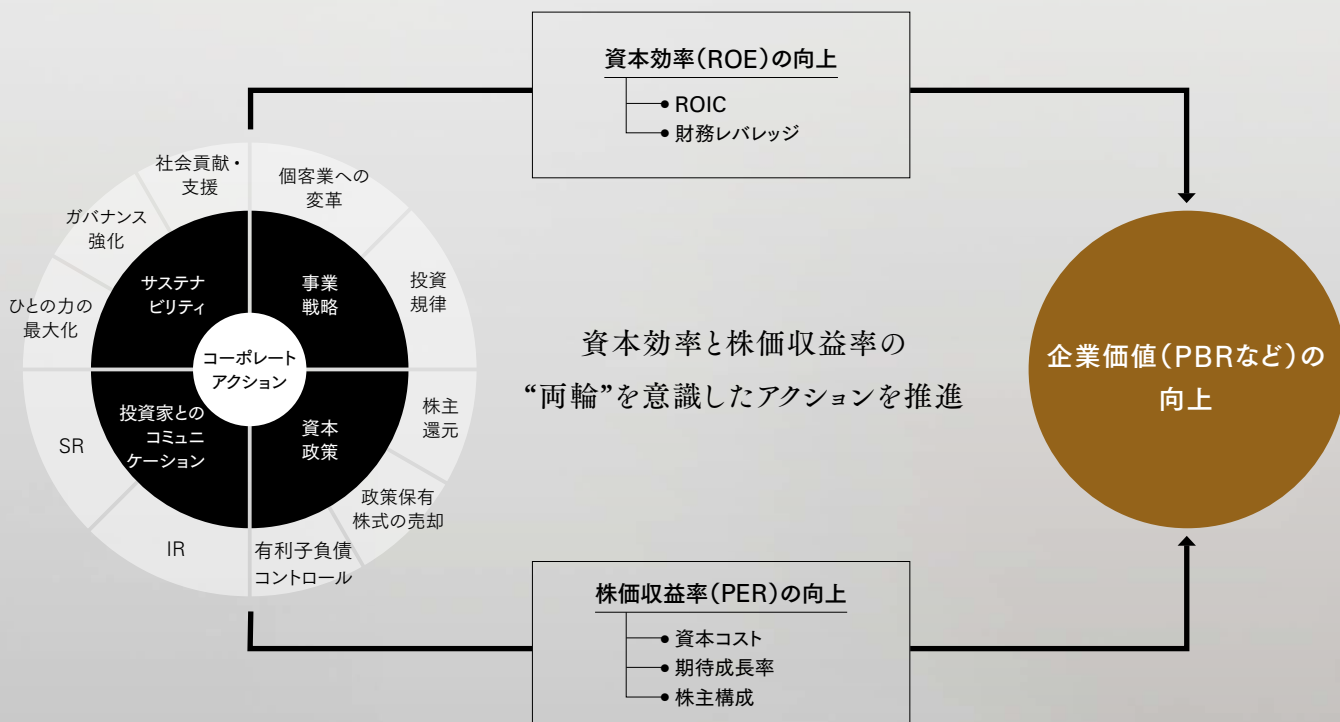 資本効率(ROE)の向上
ROIC
財務レバレッジ
社会貢献・
支援
個客業への
変革
ガバナンス
強化
投資
規律
ひとの力の
最大化
サステナ
ビリティ
事業
戦略
コーポレート
アクション
投資家との
コミュニ
ケーション
資本
政策
株主
還元
SR
政策保有
株式の売却
IR
有利子負債
コントロール
資本効率と株価収益率の
“両輪”を意識したアクションを推進
企業価値(PBRなど)の
向上
株価収益率(PER)の向上
資本コスト
期待成長率
株主構成